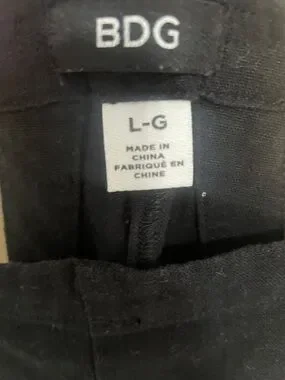 BDG
L-G
MADE IN
CHINA
FABRIQUÉ EN
CHINE